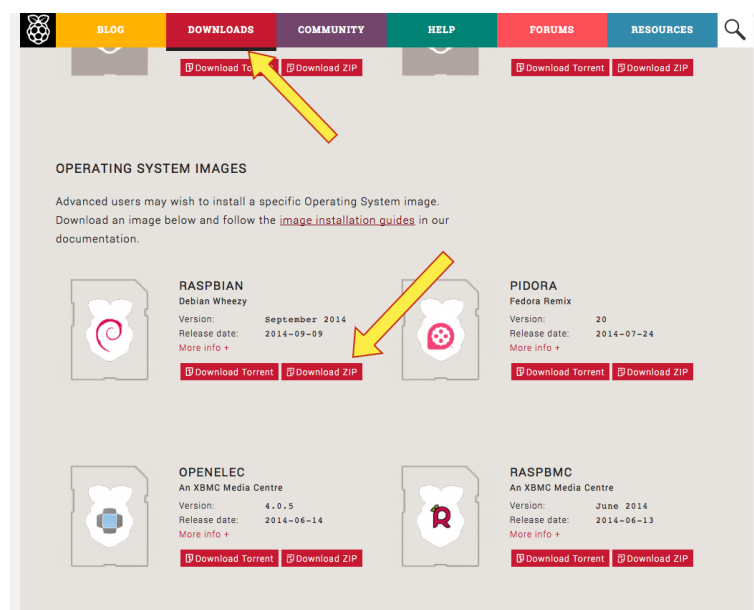 BLOG DOWNLOADS COMMUNITY HELP FORUMS RESOURCES
Download Torrent Download ZIP Download Torrent Download ZIP
OPERATING SYSTEM IMAGES
Advanced users may wish to install a specific Operating System image.
Download an image below and follow the image installation guides in our
documentation.
RASPBIAN
Debian Wheezy
Version: September 2014
Release date: 2014-09-09
More info +
Download Torrent Download ZIP
PIDORA
Fedora Remix
Version: 20
Release date: 2014-07-24
More info +
Download Torrent Download ZIP
OPENELEC
An XBMC Media Centre
Version: 4.0.5
Release date: 2014-06-14
More info +
Download Torrent Download ZIP
RASPBMC
An XBMC Media Centre
Version: June 2014
Release date: 2014-06-13
More info +
Download Torrent Download ZIP